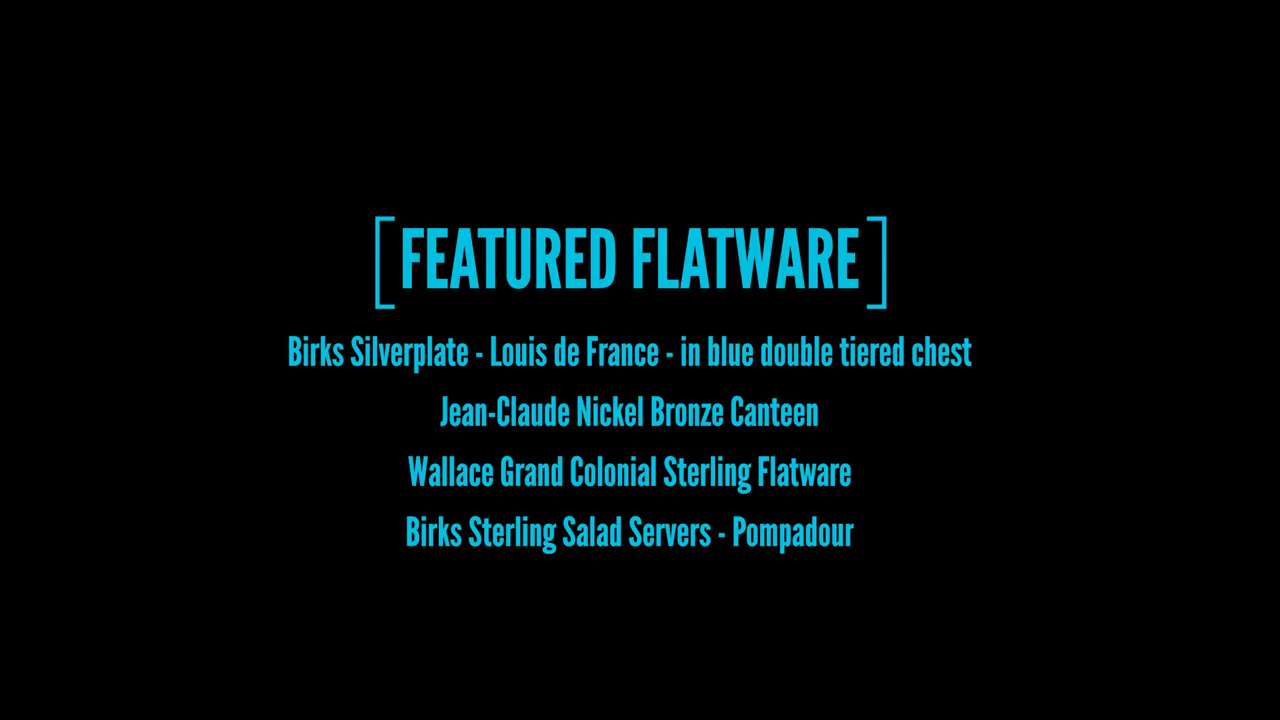 [FEATURED FLATWARE]
Birks Silverplate - Louis de France - in blue double tiered chest
Jean-Claude Nickel Bronze Canteen
Wallace Grand Colonial Sterling Flatware
Birks Sterling Salad Servers - Pompadour